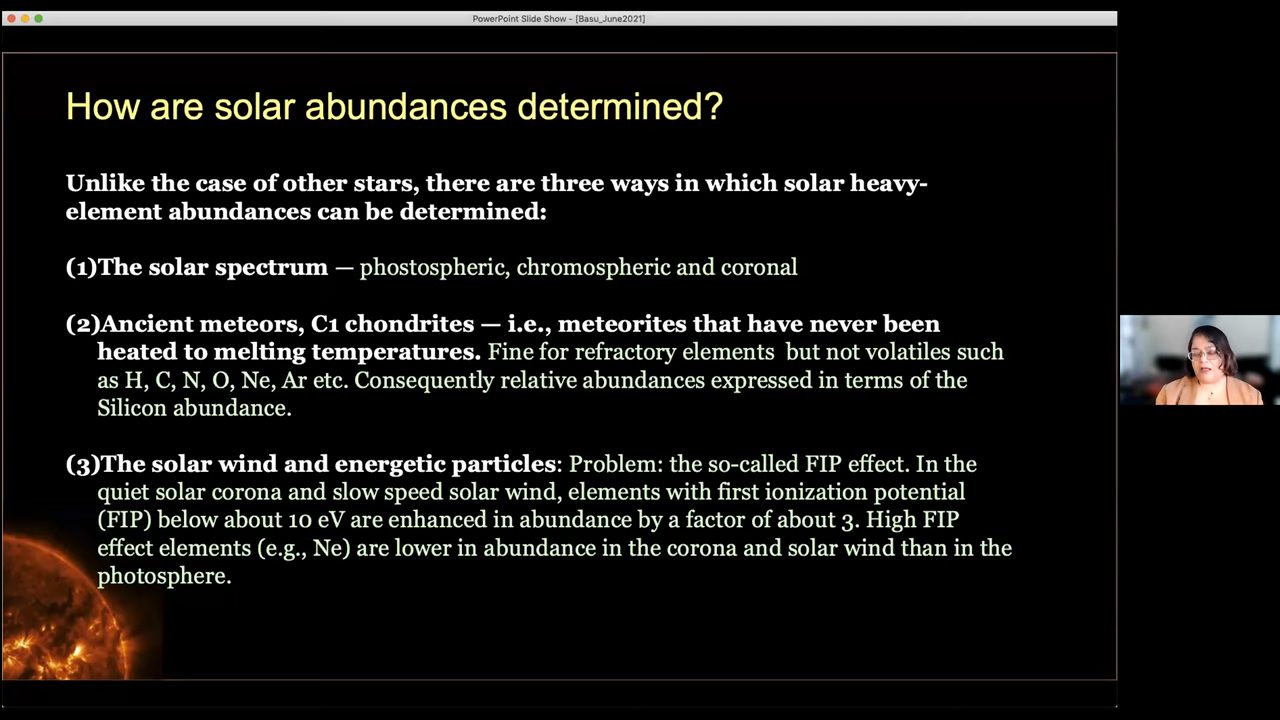 PowerPoint Slide Show - [Basu_June2021]
How are solar abundances determined?
Unlike the case of other stars, there are three ways in which solar heavy-
element abundances can be determined:
(1)The solar spectrum — phostospheric, chromospheric and coronal
(2)Ancient meteors, C1 chondrites — i.e., meteorites that have never been
heated to melting temperatures. Fine for refractory elements  but not volatiles such
as H, C, N, O, Ne, Ar etc. Consequently relative abundances expressed in terms of the
Silicon abundance.
(3)The solar wind and energetic particles: Problem: the so-called FIP effect. In the
quiet solar corona and slow speed solar wind, elements with first ionization potential
(FIP) below about 10 eV are enhanced in abundance by a factor of about 3. High FIP
effect elements (e.g., Ne) are lower in abundance in the corona and solar wind than in the
photosphere.